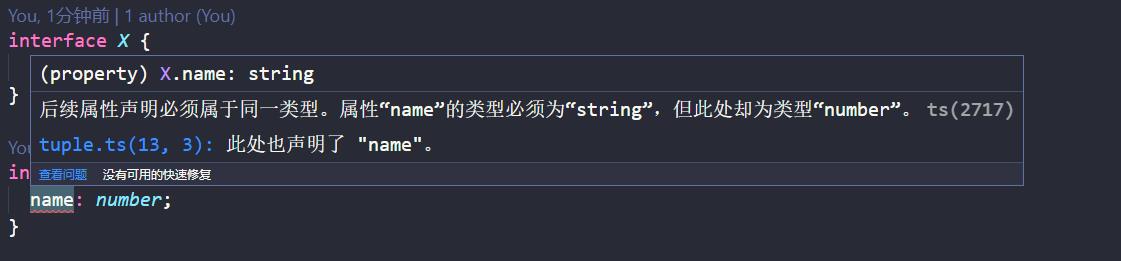 You, 1分钟前 | 1 author (You)
interface X {
(property) X.name: string
}
后续属性声明必须属于同一类型。属性“name”的类型必须为“string”，但此处却为类型“number”。 ts(2717)
tuple.ts(13, 3): 此处也声明了 "name"。
You
in
查看问题 没有可用的快速修复
name: number;
}